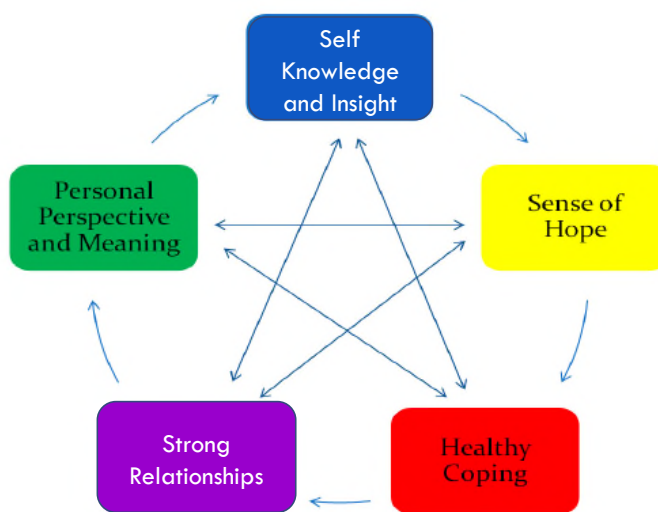 Self
Knowledge
and Insight
Sense of
Hope
Healthy
Coping
Strong
Relationships
Personal
Perspective
and Meaning